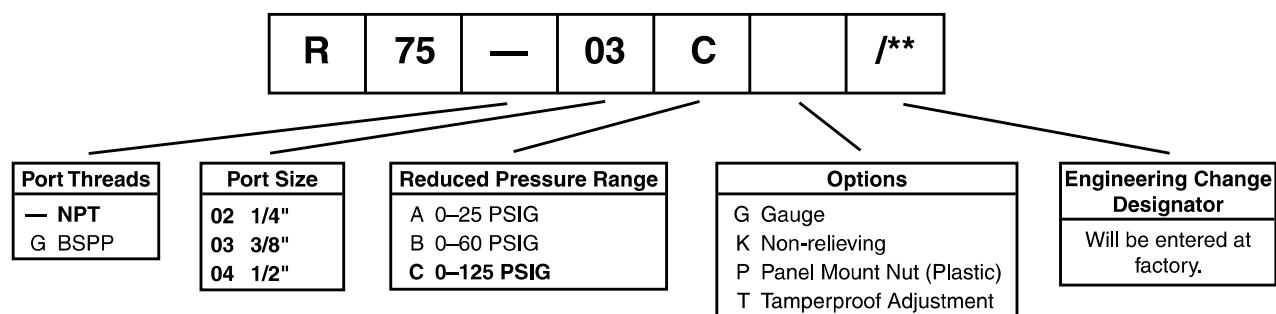 R 75 — 03 C /**
Port Threads
— NPT
G BSPP
Port Size
02 1/4"
03 3/8"
04 1/2"
Reduced Pressure Range
A 0–25 PSIG
B 0–60 PSIG
C 0–125 PSIG
Options
G Gauge
K Non-relieving
P Panel Mount Nut (Plastic)
T Tamperproof Adjustment
Engineering Change
Designator
Will be entered at
factory.